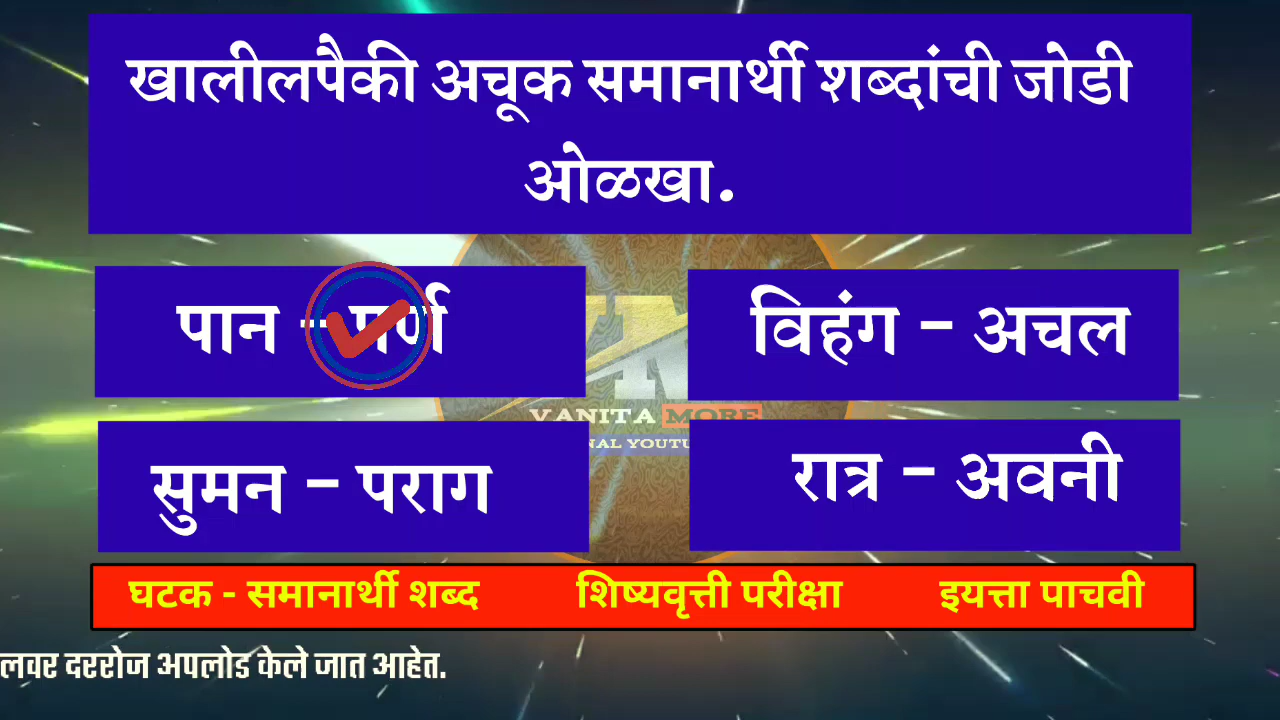 खालीलपैकी अचूक समानार्थी शब्दांची जोडी
ओळखा.
पान - पर्ण
विहंग - अचल
VANITA MORE
सुमन - पराग
रात्र - अवनी
घटक - समानार्थी शब्द शिष्यवृत्ती परीक्षा इयत्ता पाचवी
दररोज अपलोड केले जात आहेत.